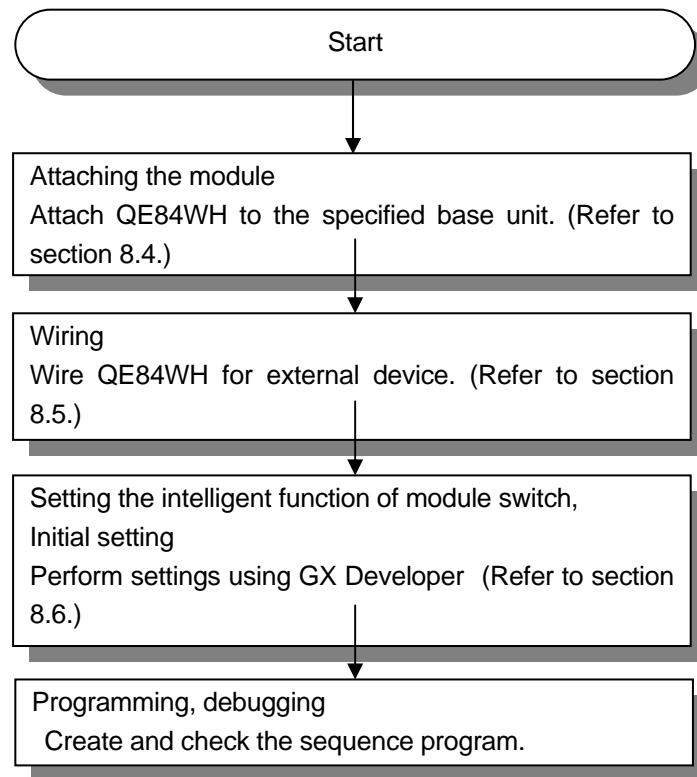 Start
Attaching the module
Attach QE84WH to the specified base unit. (Refer to
section 8.4.)
Wiring
Wire QE84WH for external device. (Refer to section
8.5.)
Setting the intelligent function of module switch,
Initial setting
Perform settings using GX Developer (Refer to section
8.6.)
Programming, debugging
Create and check the sequence program.